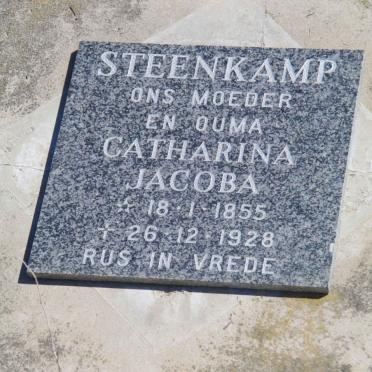 STEENKAMP
ONS MOEDER
EN OUMA
CATHARINA
JACOBA
☆ 18-1-1855
✝ 26-12-1928
RUS IN VREDE